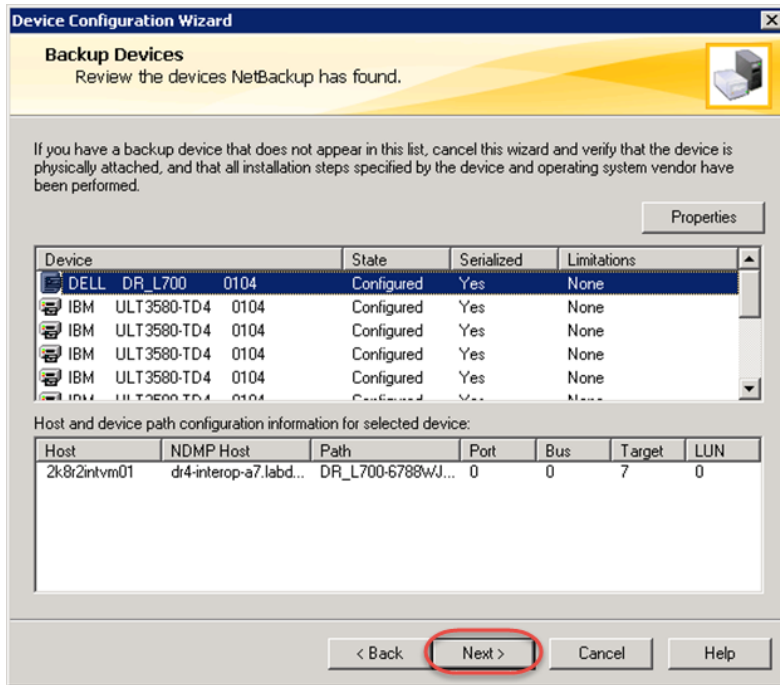 Device Configuration Wizard
Backup Devices
Review the devices NetBackup has found.
If you have a backup device that does not appear in this list, cancel this wizard and verify that the device is
physically attached, and that all installation steps specified by the device and operating system vendor have
been performed.
Properties
Device State Serialized Limitations
DELL DR_L700 0104 Configured Yes None
IBM ULT3580-TD4 0104 Configured Yes None
IBM ULT3580-TD4 0104 Configured Yes None
IBM ULT3580-TD4 0104 Configured Yes None
IBM ULT3580-TD4 0104 Configured Yes None
Host and device path configuration information for selected device:
Host NDMP Host Path Port Bus Target LUN
2k8r2intvm01 dr4-interop-a7.labd... DR_L700-6788WJ... 0 0 7 0
< Back Next > Cancel Help